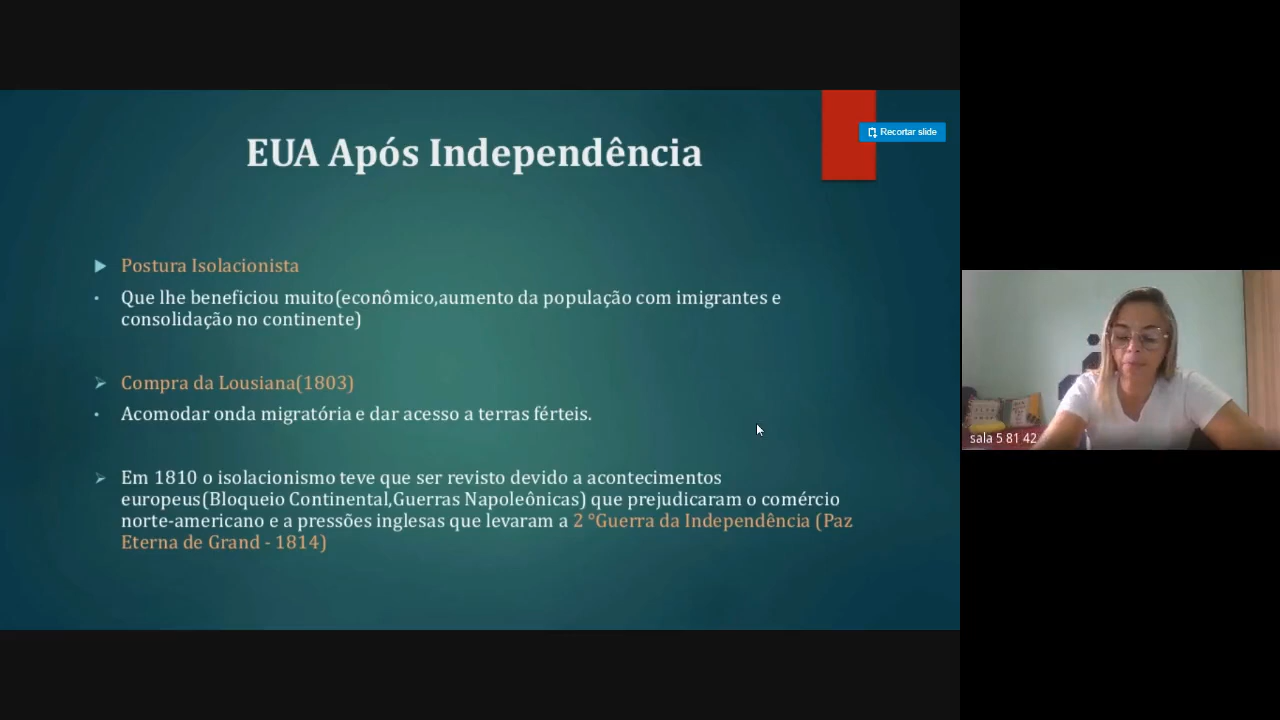 EUA Após Independência
Recortar slide
Postura Isolacionista
Que lhe beneficiou muito(econômico,aumento da população com imigrantes e
consolidação no continente)
Compra da Lousiana(1803)
Acomodar onda migratória e dar acesso a terras férteis.
Em 1810 o isolacionismo teve que ser revisto devido a acontecimentos
europeus(Bloqueio Continental,Guerras Napoleônicas) que prejudicaram o comércio
norte-americano e a pressões inglesas que levaram a 2 °Guerra da Independência (Paz
Eterna de Grand - 1814)
sala 5 81 42